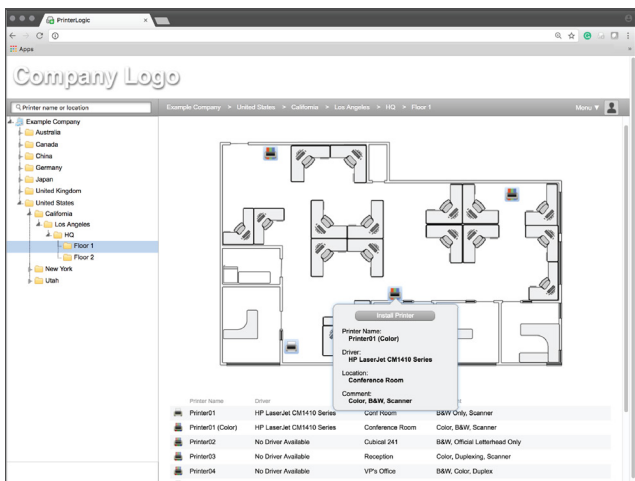 PrinterLogic
Apps
Company Logo
Printer name or location
Example Company > United States > California > Los Angeles > HQ > Floor 1
Menu ▼
Example Company
Australia
Canada
China
Germany
Japan
United Kingdom
United States
California
Los Angeles
HQ
Floor 1
Floor 2
New York
Utah
Install Printer
Printer Name:
Printer01 (Color)
Driver:
HP LaserJet CM1410 Series
Location:
Conference Room
Comment:
Color, B&W, Scanner
Printer Name Driver
Printer01 HP LaserJet CM1410 Series Conf Room B&W Only, Scanner
Printer01 (Color) HP LaserJet CM1410 Series Conference Room Color, B&W, Scanner
Printer02 No Driver Available Cubical 241 B&W, Official Letterhead Only
Printer03 No Driver Available Reception Color, Duplexing, Scanner
Printer04 No Driver Available VP's Office B&W, Color, Duplex